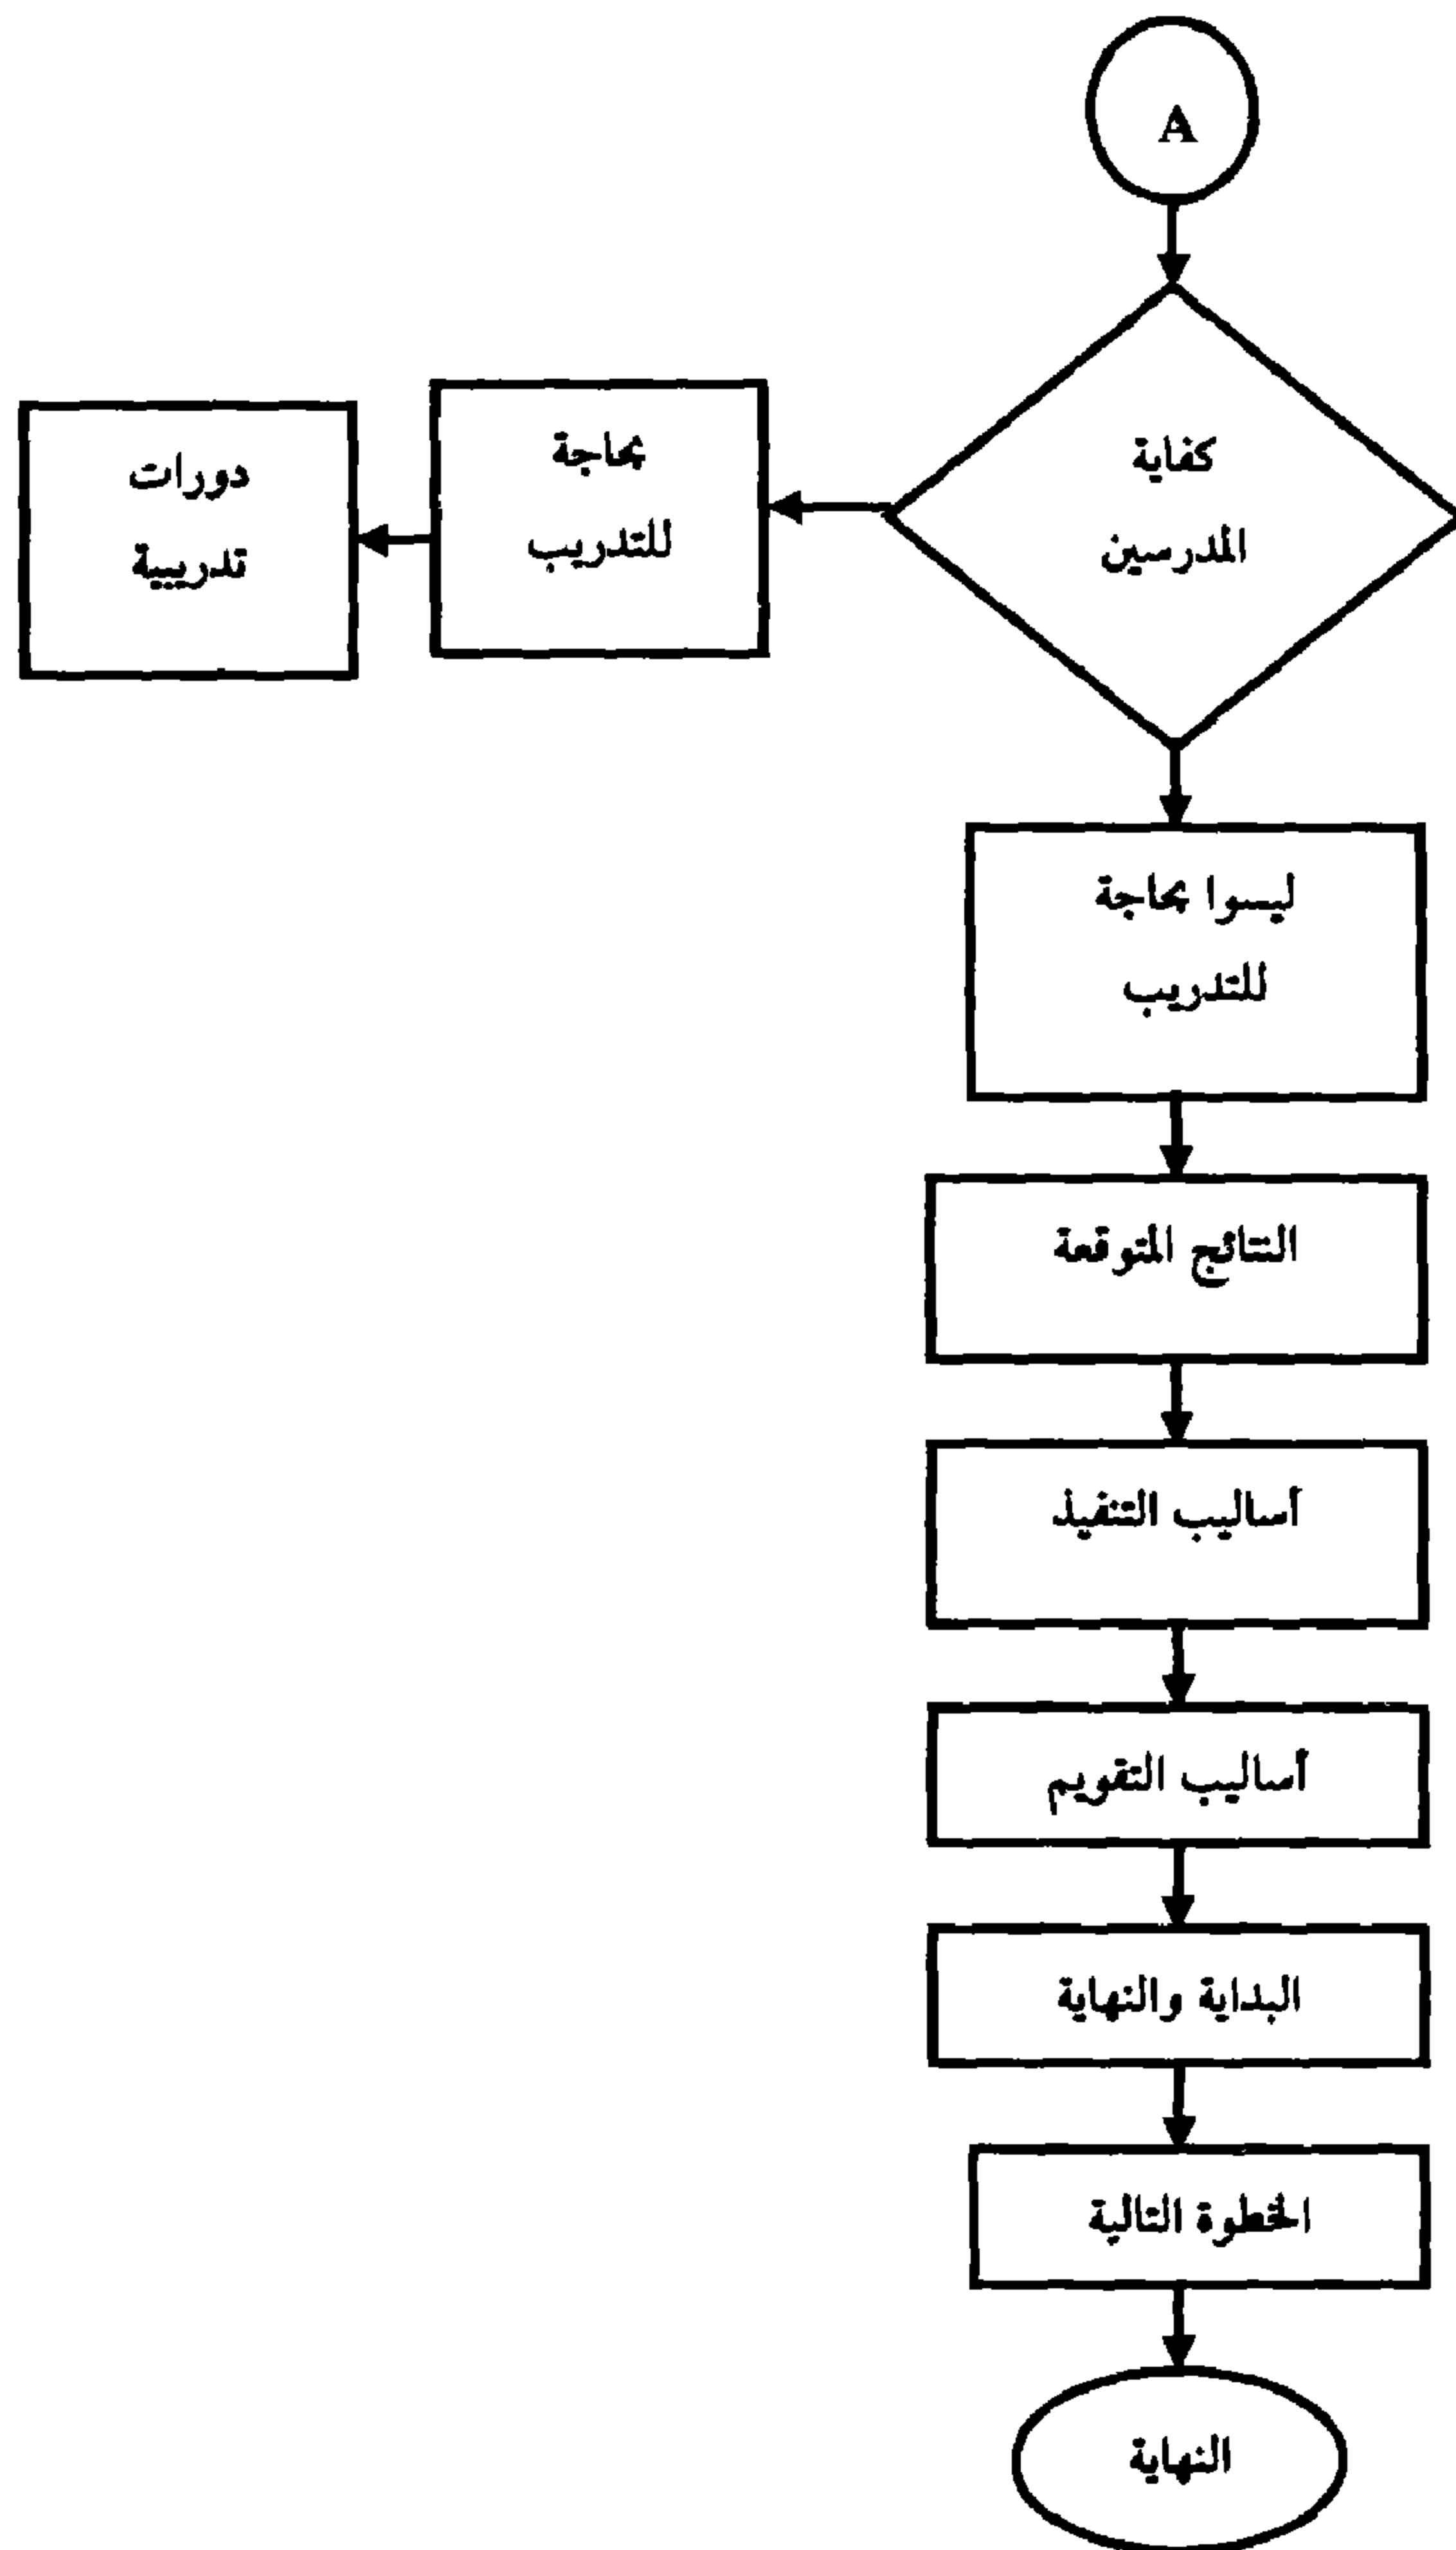 A
كفاية
المدرسين
بحاجة
للتدريب
دورات
تدريبية
ليسوا بحاجة
للتدريب
النتائج المتوقعة
أساليب التنفيذ
أساليب التقويم
البداية والنهاية
الخطوة التالية
النهاية